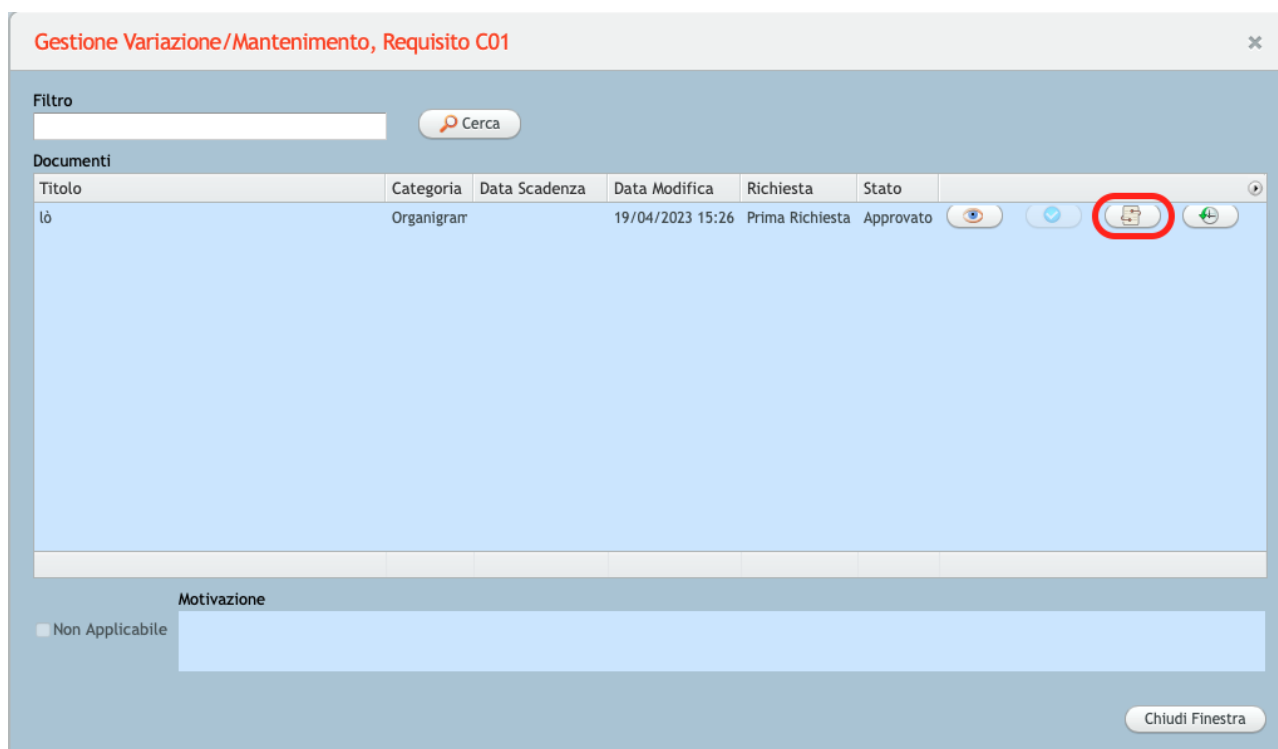 Gestione Variazione/Mantenimento, Requisito C01
Filtro
Cerca
Documenti
Titolo Categoria Data Scadenza Data Modifica Richiesta Stato
lò Organigram 19/04/2023 15:26 Prima Richiesta Approvato
Motivazione
Non Applicabile
Chiudi Finestra